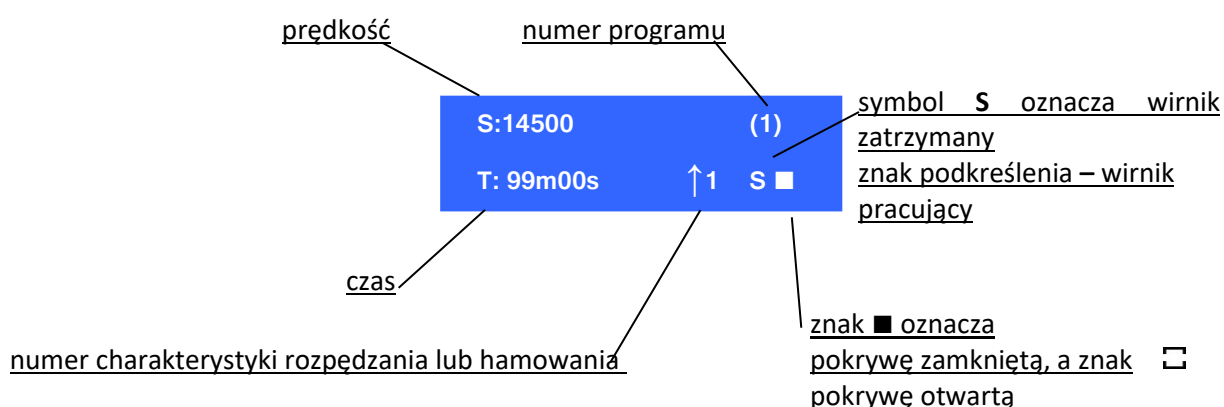 prędkość
numer programu
S:14500 (1)
T: 99m00s ↑1 S ■
symbol S oznacza wirnik
zatrzymany
znak podkreślenia – wirnik
pracujący
czas
numer charakterystyki rozpędzania lub hamowania
znak ■ oznacza
pokrywę zamkniętą, a znak
pokrywę otwartą